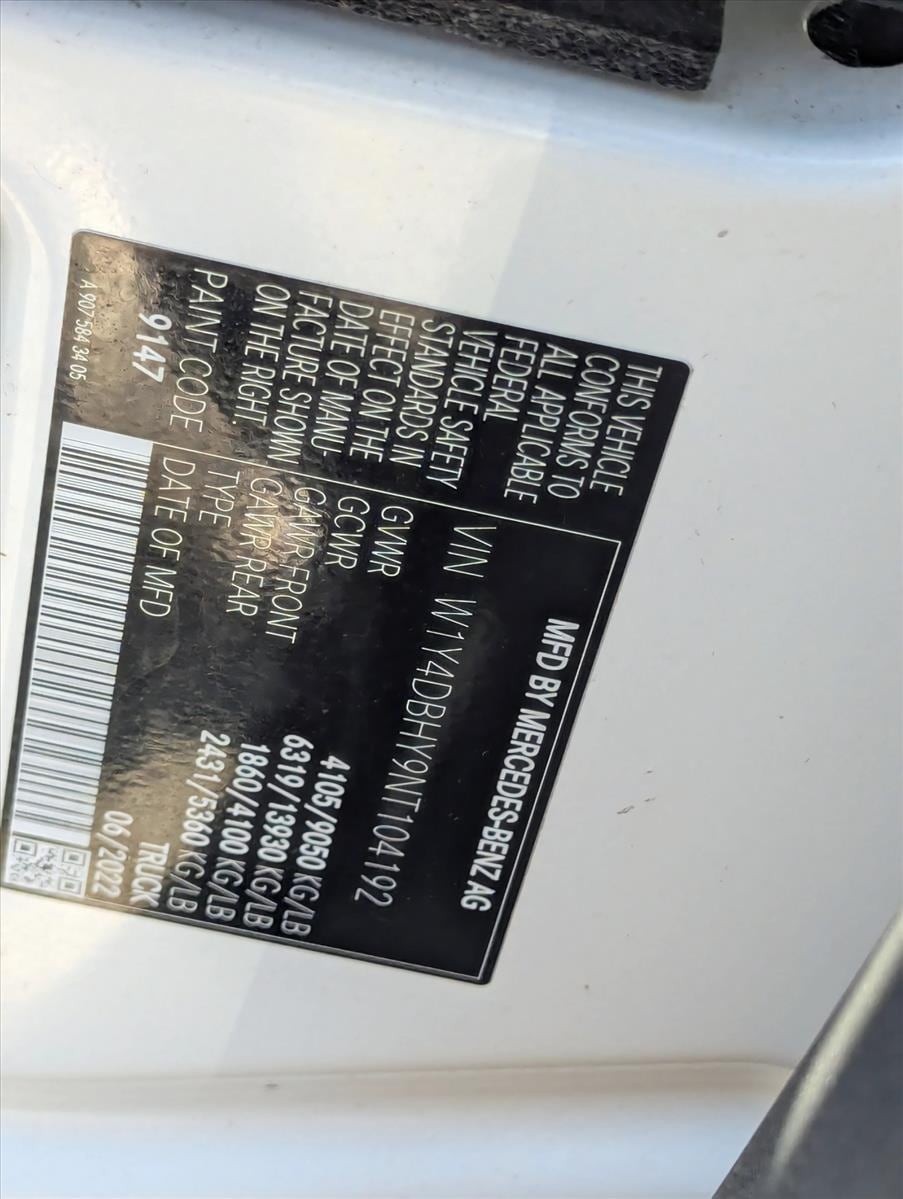 MFD BY MERCEDES-BENZ AG
THIS VEHICLE
CONFORMS TO
ALL APPLICABLE
FEDERAL
VEHICLE SAFETY
STANDARDS IN
EFFECT ON THE
DATE OF MANU-
FACTURE SHOWN
ON THE RIGHT.
PAINT CODE
9147
A 907 584 34 05
VIN W1Y4DBHY9NT104192
GVWR 4105/9050 KG/LB
GCWR 6319/13930 KG/LB
GAWR FRONT 1860/4100 KG/LB
GAWR REAR 2431/5360 KG/LB
TYPE TRUCK
DATE OF MFD 06/2022